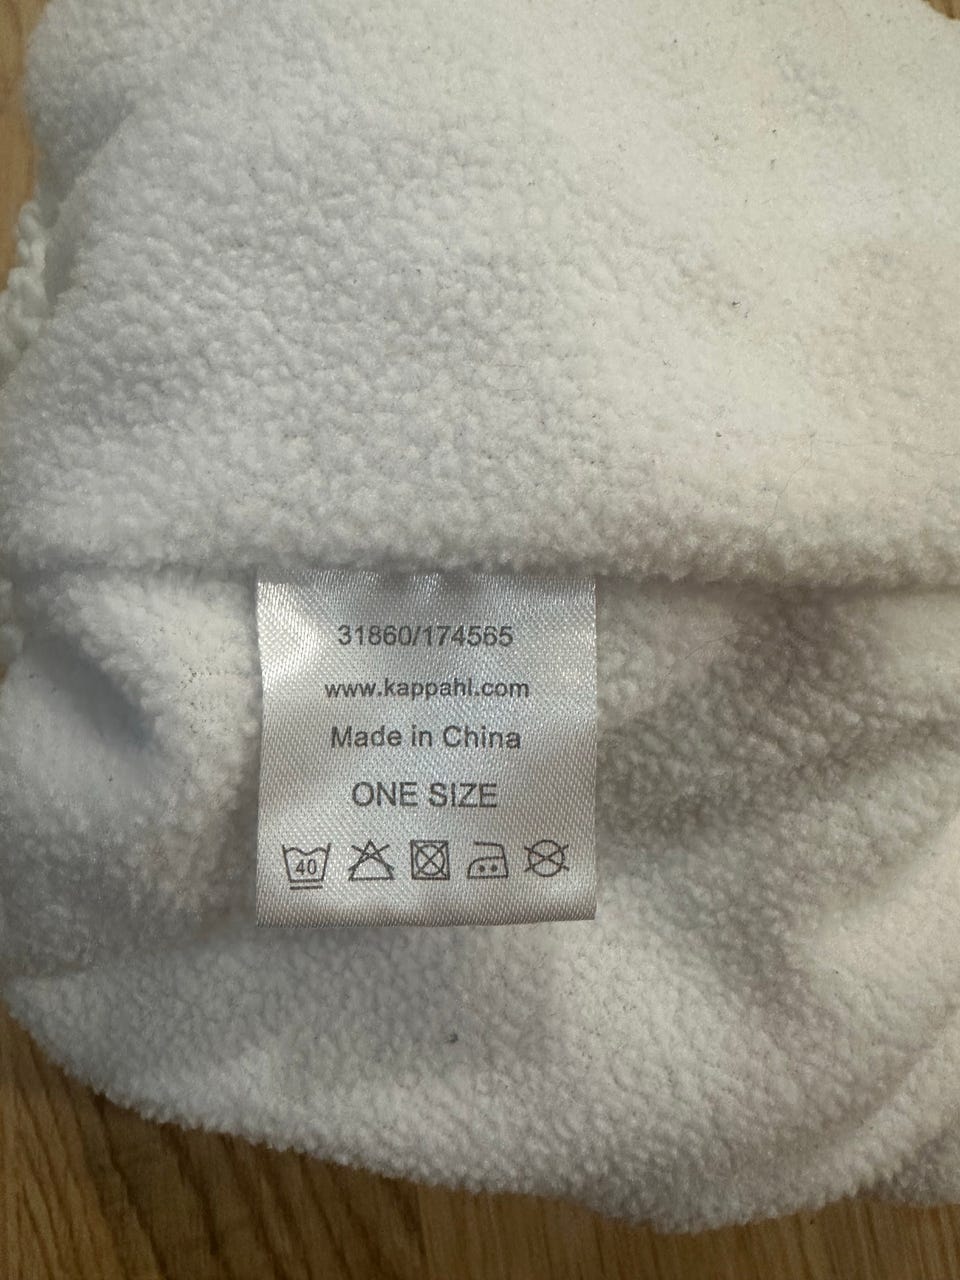 31860/174565
www.kappahl.com
Made in China
ONE SIZE
40